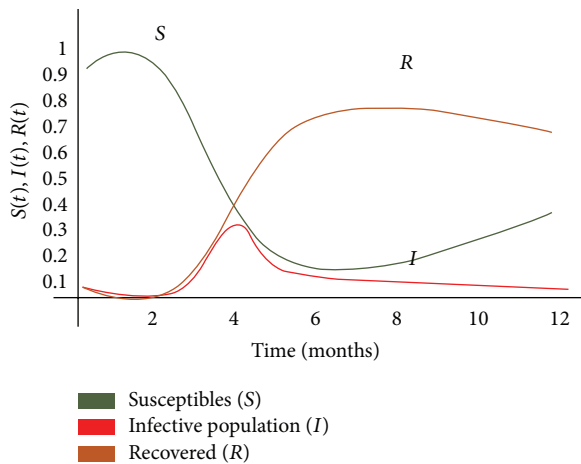 S
R
I
1
0.9
0.8
0.7
0.6
0.5
0.4
0.3
0.2
0.1
S(t), I(t), R(t)
2 4 6 8 10 12
Time (months)
Susceptibles (S)
Infective population (I)
Recovered (R)